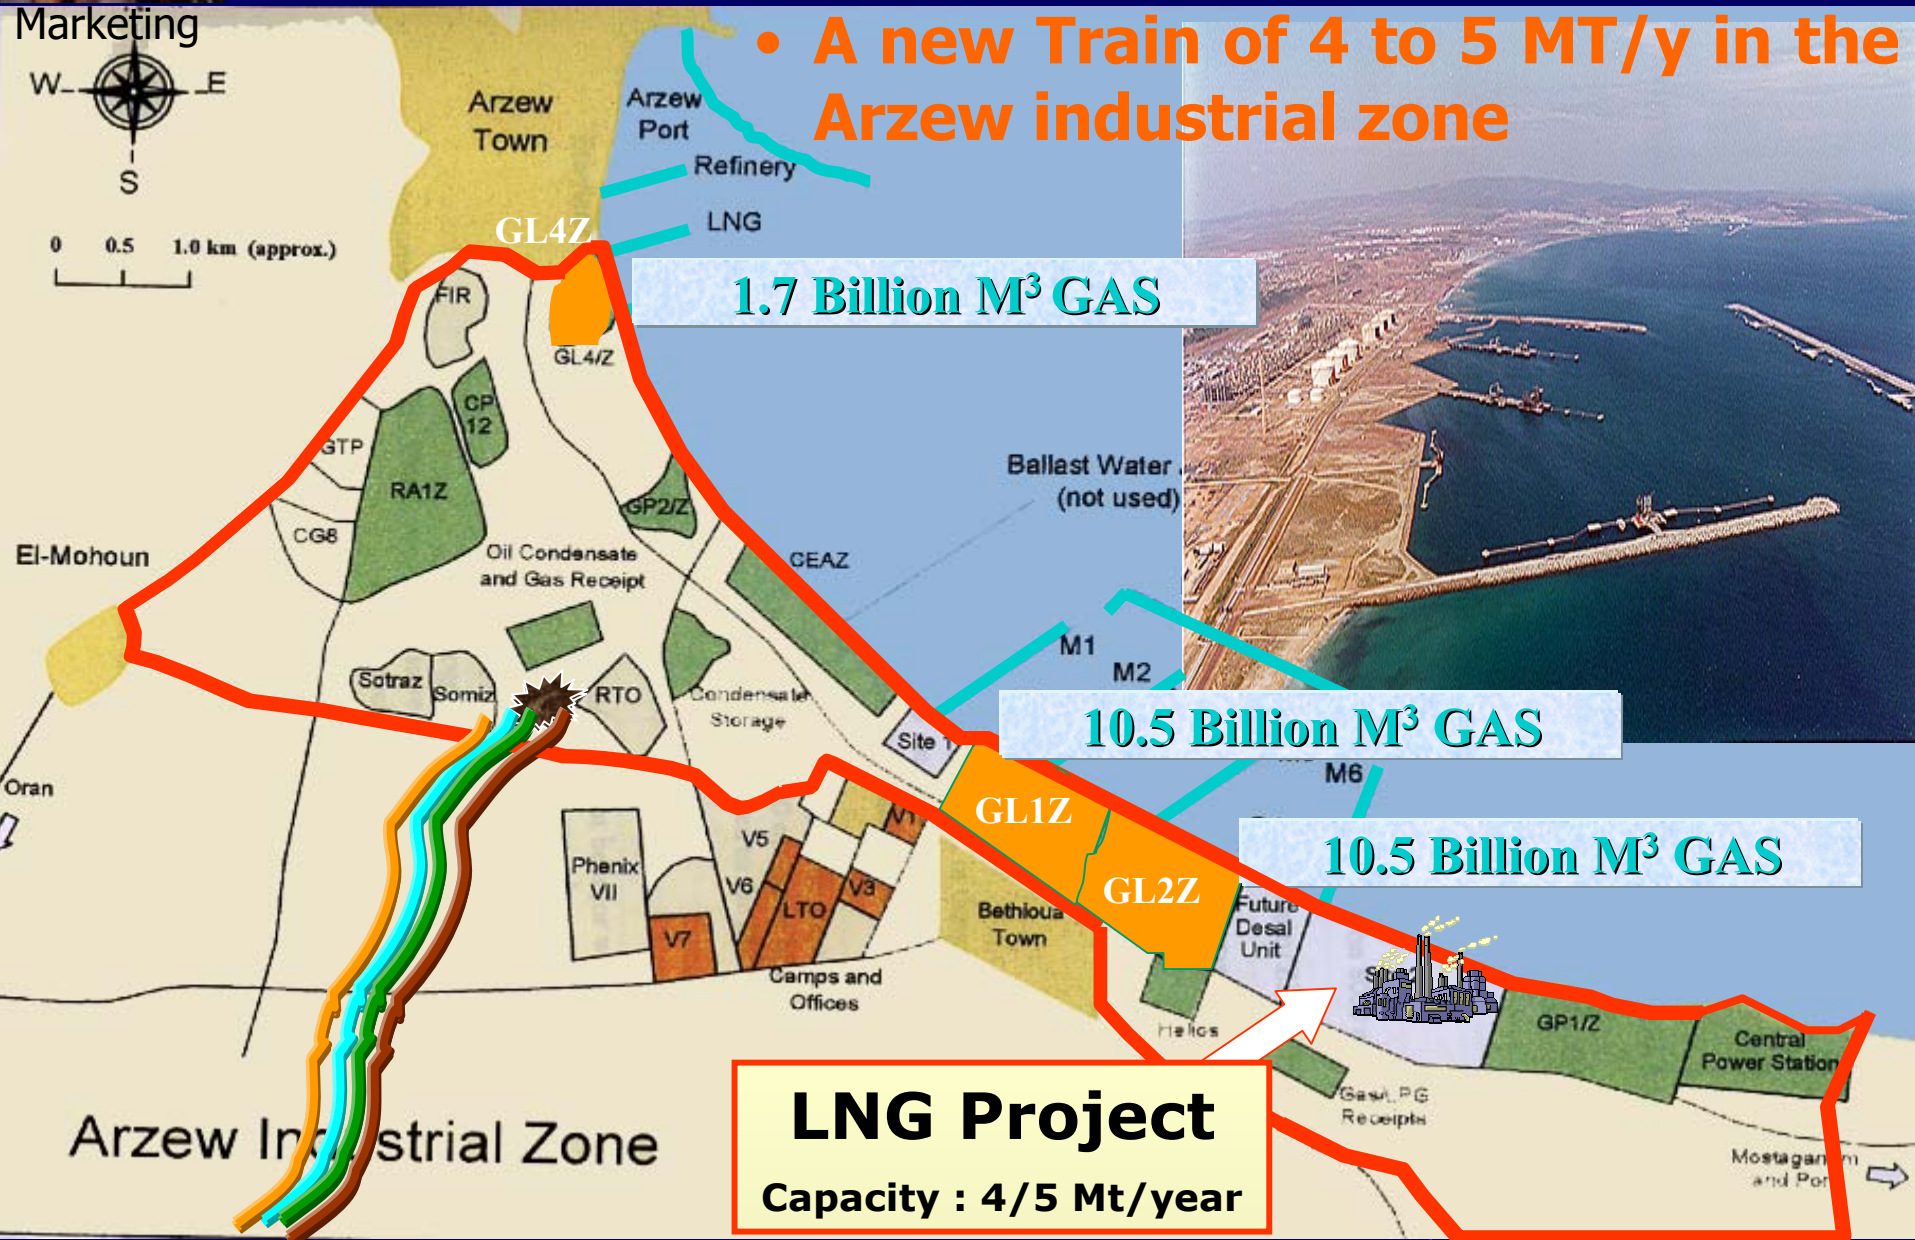 Marketing
• A new Train of 4 to 5 MT/y in the
Arzew industrial zone
W
E
S
0 0.5 1.0 km (approx.)
Arzew
Town
Arzew
Port
Refinery
LNG
GL4Z
1.7 Billion M³ GAS
FIR
GL4/Z
CP
12
GTP
RA1Z
GP2/Z
CG8
Ballast Water
(not used)
El-Mohoun
Oil Condensate
and Gas Receipt
CEAZ
M1
M2
Sotraz
Somiz
RTO
Condensate
Storage
Site 1
10.5 Billion M³ GAS
M6
Oran
GL1Z
10.5 Billion M³ GAS
V1
V5
Phenix
VII
V6
V3
LTO
GL2Z
V7
Bethioua
Town
Future
Desal
Unit
Camps and
Offices
Helios
GP1/Z
Central
Power Station
Gas/LPG
Receipts
LNG Project
Capacity : 4/5 Mt/year
Arzew Industrial Zone
Mostaganem
and Port